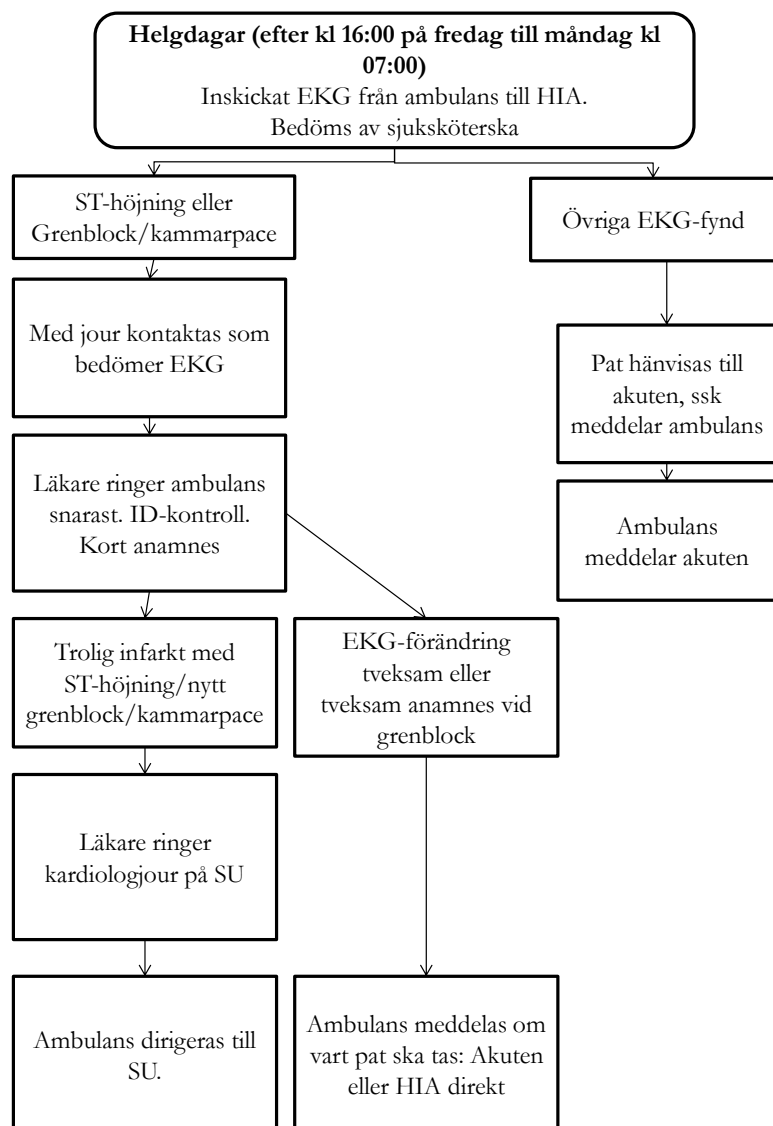 Helgdagar (efter kl 16:00 på fredag till måndag kl
07:00)
Inskickat EKG från ambulans till HIA.
Bedöms av sjuksköterska
ST-höjning eller
Grenblock/kammarpace
Övriga EKG-fynd
Med jour kontaktas som
bedömer EKG
Pat hänvisas till
akuten, ssk
meddelar ambulans
Läkare ringer ambulans
snarast. ID-kontroll.
Kort anamnes
Ambulans
meddelar akuten
Trolig infarkt med
ST-höjning/nytt
grenblock/kammarpace
EKG-förändring
tveksam eller
tveksam anamnes vid
grenblock
Läkare ringer
kardiologjour på SU
Ambulans dirigeras till
SU.
Ambulans meddelas om
vart pat ska tas: Akuten
eller HIA direkt